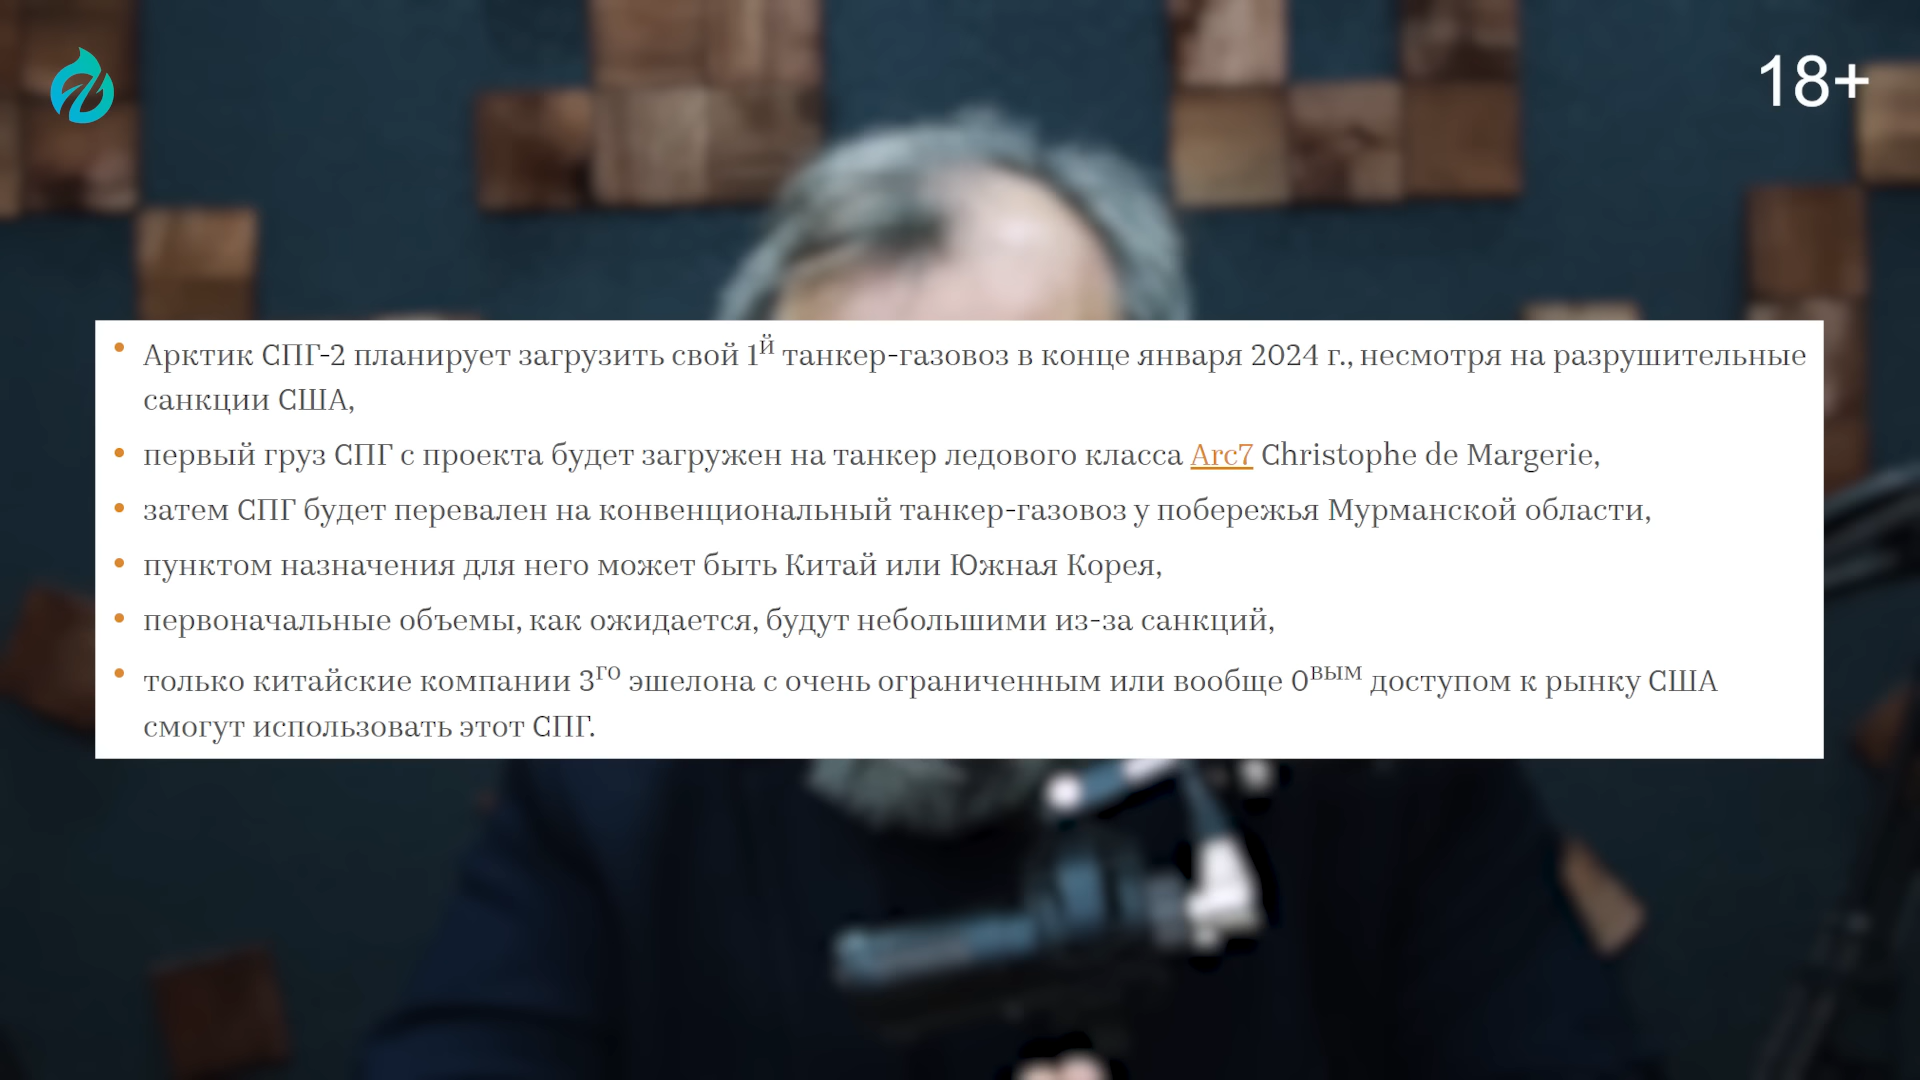 18+
Арктик СПГ-2 планирует загрузить свой 1й танкер-газовоз в конце января 2024 г., несмотря на разрушительные
санкции США,
первый груз СПГ с проекта будет загружен на танкер ледового класса Arc7 Christophe de Margerie,
затем СПГ будет перевален на конвенциональный танкер-газовоз у побережья Мурманской области,
пунктом назначения для него может быть Китай или Южная Корея,
первоначальные объемы, как ожидается, будут небольшими из-за санкций,
только китайские компании 3го эшелона с очень ограниченным или вообще 0вым доступом к рынку США
смогут использовать этот СПГ.